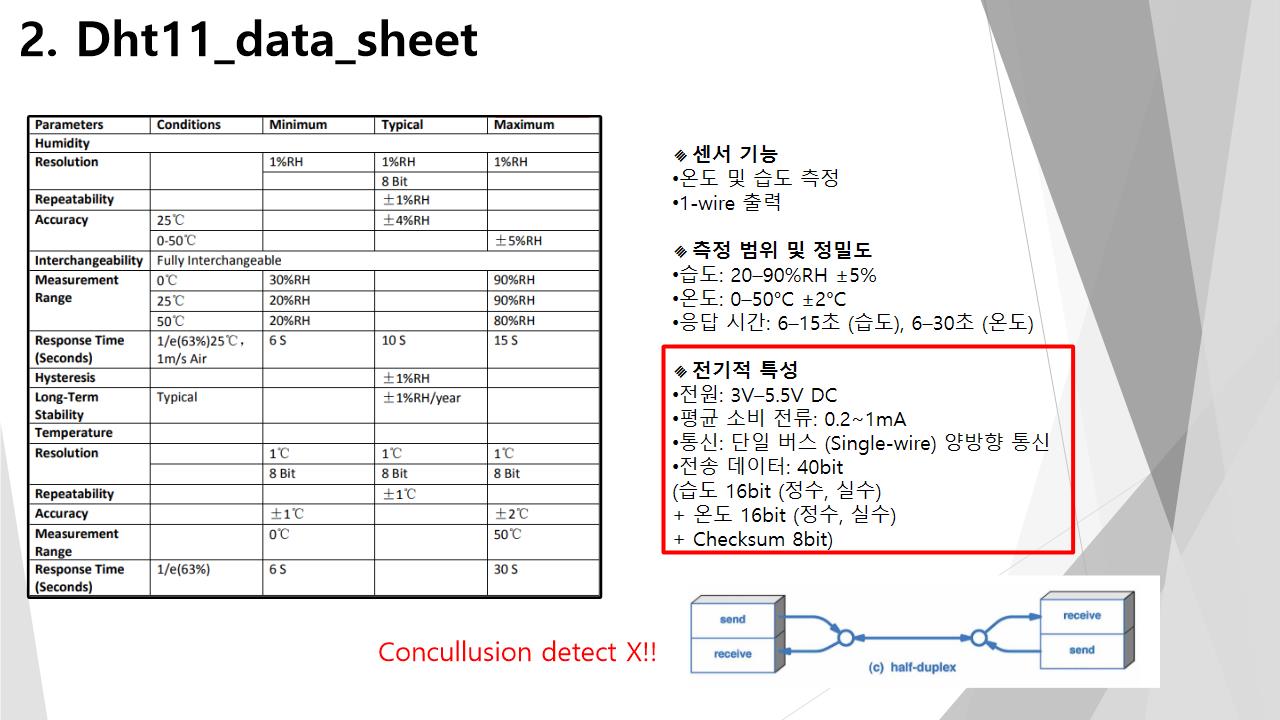 2. Dht11_data_sheet
Parameters Conditions Minimum Typical Maximum
Humidity
Resolution 1%RH 1%RH 1%RH
8 Bit
Repeatability ±1%RH
Accuracy 25℃ ±4%RH
0-50℃ ±5%RH
Interchangeability Fully Interchangeable
Measurement Range 0℃ 30%RH 90%RH
25℃ 20%RH 90%RH
50℃ 20%RH 80%RH
Response Time (Seconds) 1/e(63%)25℃, 1m/s Air 6 S 10 S 15 S
Hysteresis ±1%RH
Long-Term Stability Typical ±1%RH/year
Temperature
Resolution 1℃ 1℃ 1℃
8 Bit 8 Bit 8 Bit
Repeatability ±1℃
Accuracy ±1℃ ±2℃
Measurement Range 0℃ 50℃
Response Time (Seconds) 1/e(63%) 6 S 30 S
센서 기능
•온도 및 습도 측정
•1-wire 출력
측정 범위 및 정밀도
•습도: 20–90%RH ±5%
•온도: 0–50℃ ±2℃
•응답 시간: 6–15초 (습도), 6–30초 (온도)
전기적 특성
•전원: 3V–5.5V DC
•평균 소비 전류: 0.2~1mA
•통신: 단일 버스 (Single-wire) 양방향 통신
•전송 데이터: 40bit
(습도 16bit (정수, 실수)
+ 온도 16bit (정수, 실수)
+ Checksum 8bit)
Concullusion detect X!!
send
receive
receive
send
(c) half-duplex